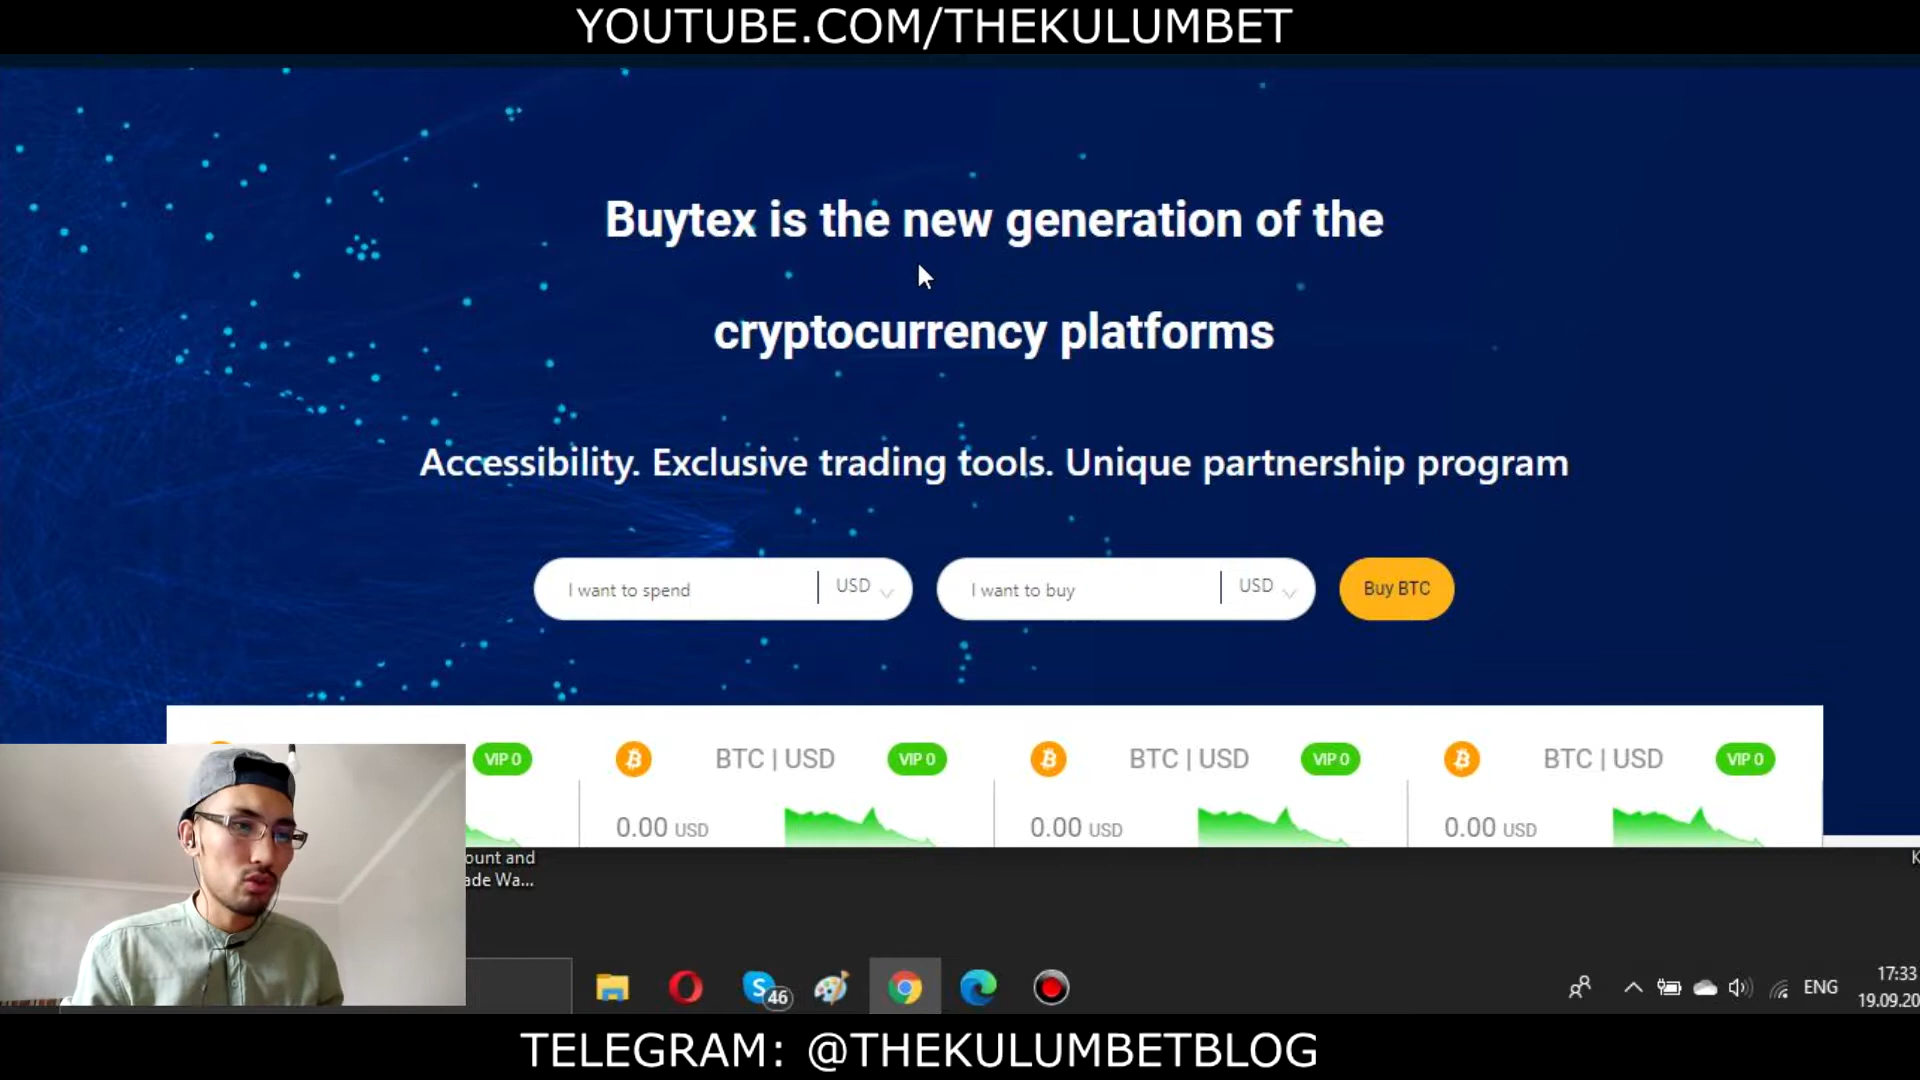 YOUTUBE.COM/THEKULUMBET
Buytex is the new generation of the
cryptocurrency platforms
Accessibility. Exclusive trading tools. Unique partnership program
I want to spend USD I want to buy USD Buy BTC
VIP 0 BTC | USD VIP 0 BTC | USD VIP 0 BTC | USD VIP 0
0.00 USD 0.00 USD 0.00 USD
ount and
ade Wa...
46
ENG
17:33
19.09.20
TELEGRAM: @THEKULUMBETBLOG